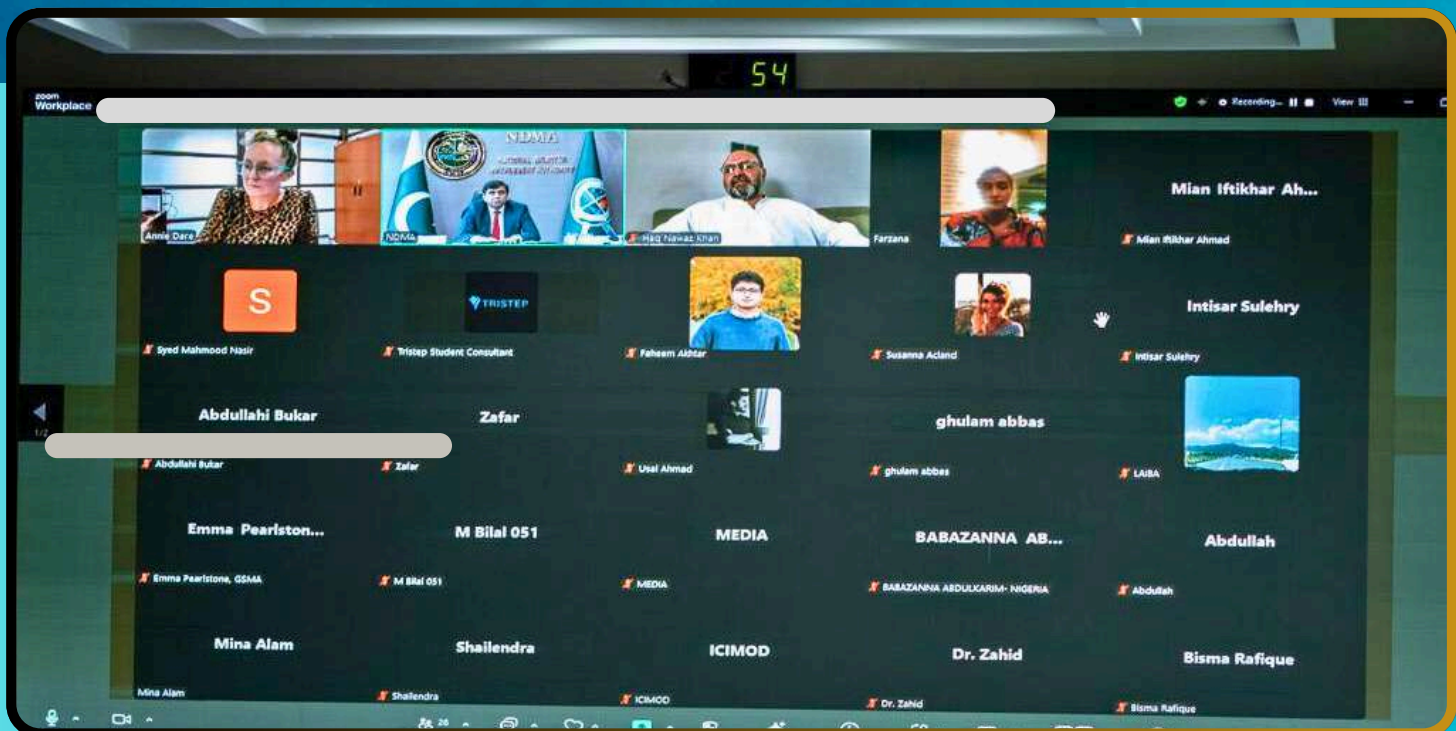 54
zoom
Workplace
Recording...
View
NDMA
Annie Dare
NDMA
Haq Nawaz Khan
Farzana
Mian Iftikhar Ah...
Mian Iftikhar Ahmad
S
Syed Mahmood Nasir
TRISTEP
Tristep Student Consultant
Faheem Akhtar
Susanna Acland
Intisar Sulehry
Intisar Sulehry
1/2
Abdullahi Bukar
Abdullahi Bukar
Zafar
Zafar
Usal Ahmad
ghulam abbas
ghulam abbas
LAIBA
Emma Pearlston...
Emma Pearlstone, GSMA
M Bilal 051
M Bilal 051
MEDIA
MEDIA
BABAZANNA AB...
BABAZANNA ABDULKARIM- NIGERIA
Abdullah
Abdullah
Mina Alam
Mina Alam
Shailendra
Shailendra
ICIMOD
ICIMOD
Dr. Zahid
Dr. Zahid
Bisma Rafique
Bisma Rafique
26